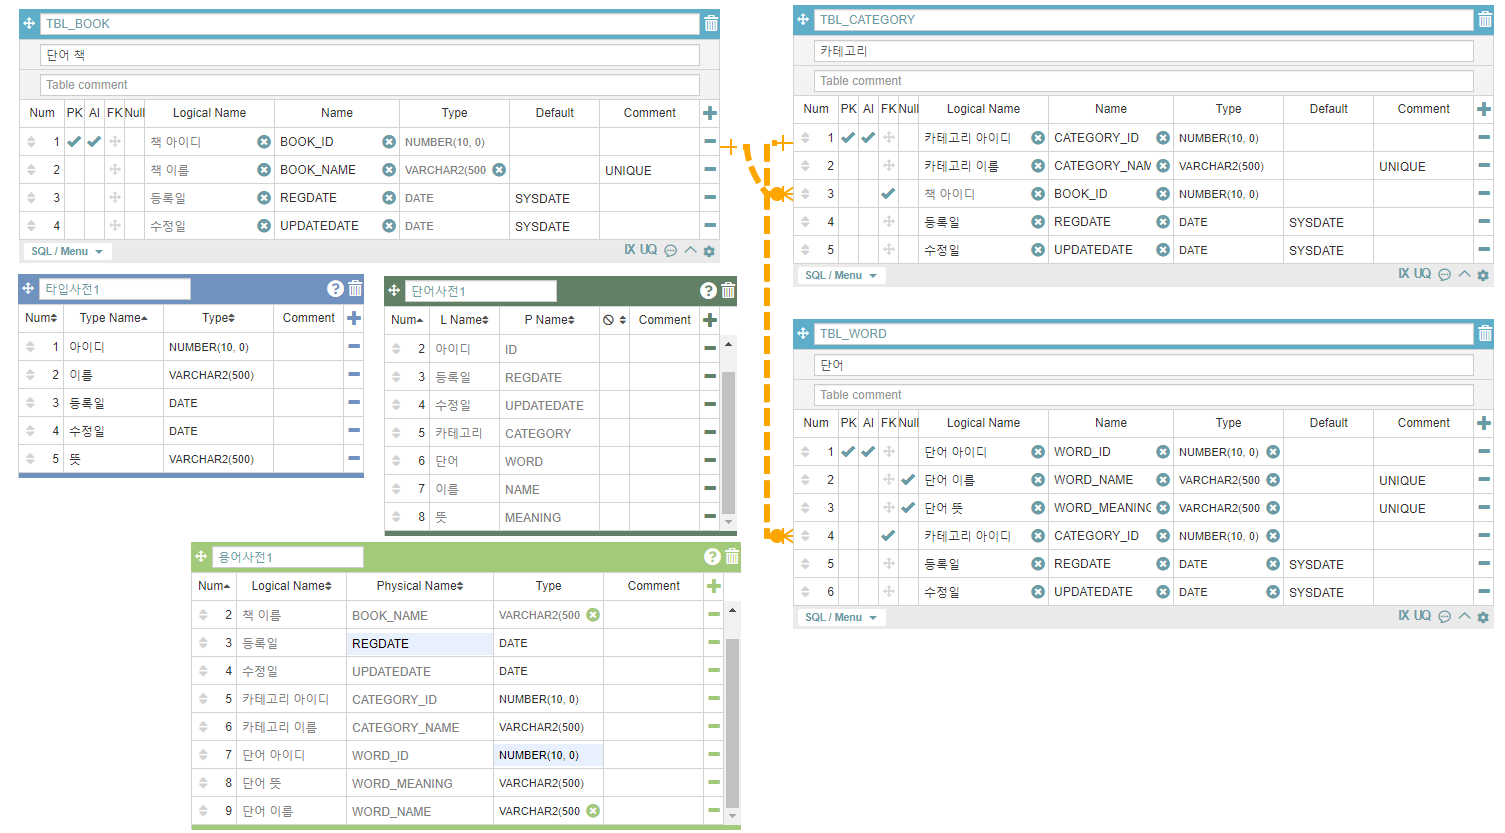 TBL_BOOK
단어 책
Table comment
Num PK AI FK Null Logical Name Name Type Default Comment
1 책 아이디 BOOK_ID NUMBER(10, 0)
2 책 이름 BOOK_NAME VARCHAR2(500 UNIQUE
3 등록일 REGDATE DATE SYSDATE
4 수정일 UPDATEDATE DATE SYSDATE
SQL / Menu IX UQ
TBL_CATEGORY
카테고리
Table comment
Num PK AI FK Null Logical Name Name Type Default Comment
1 카테고리 아이디 CATEGORY_ID NUMBER(10, 0)
2 카테고리 이름 CATEGORY_NAM VARCHAR2(500) UNIQUE
3 책 아이디 BOOK_ID NUMBER(10, 0)
4 등록일 REGDATE DATE SYSDATE
5 수정일 UPDATEDATE DATE SYSDATE
SQL / Menu IX UQ
타입사전1
Num Type Name Type Comment
1 아이디 NUMBER(10, 0)
2 이름 VARCHAR2(500)
3 등록일 DATE
4 수정일 DATE
5 뜻 VARCHAR2(500)
단어사전1
Num L Name P Name Comment
2 아이디 ID
3 등록일 REGDATE
4 수정일 UPDATEDATE
5 카테고리 CATEGORY
6 단어 WORD
7 이름 NAME
8 뜻 MEANING
TBL_WORD
단어
Table comment
Num PK AI FK Null Logical Name Name Type Default Comment
1 단어 아이디 WORD_ID NUMBER(10, 0)
2 단어 이름 WORD_NAME VARCHAR2(500 UNIQUE
3 단어 뜻 WORD_MEANING VARCHAR2(500 UNIQUE
4 카테고리 아이디 CATEGORY_ID NUMBER(10, 0)
5 등록일 REGDATE DATE SYSDATE
6 수정일 UPDATEDATE DATE SYSDATE
SQL / Menu IX UQ
용어사전1
Num Logical Name Physical Name Type Comment
2 책 이름 BOOK_NAME VARCHAR2(500
3 등록일 REGDATE DATE
4 수정일 UPDATEDATE DATE
5 카테고리 아이디 CATEGORY_ID NUMBER(10, 0)
6 카테고리 이름 CATEGORY_NAME VARCHAR2(500)
7 단어 아이디 WORD_ID NUMBER(10, 0)
8 단어 뜻 WORD_MEANING VARCHAR2(500)
9 단어 이름 WORD_NAME VARCHAR2(500